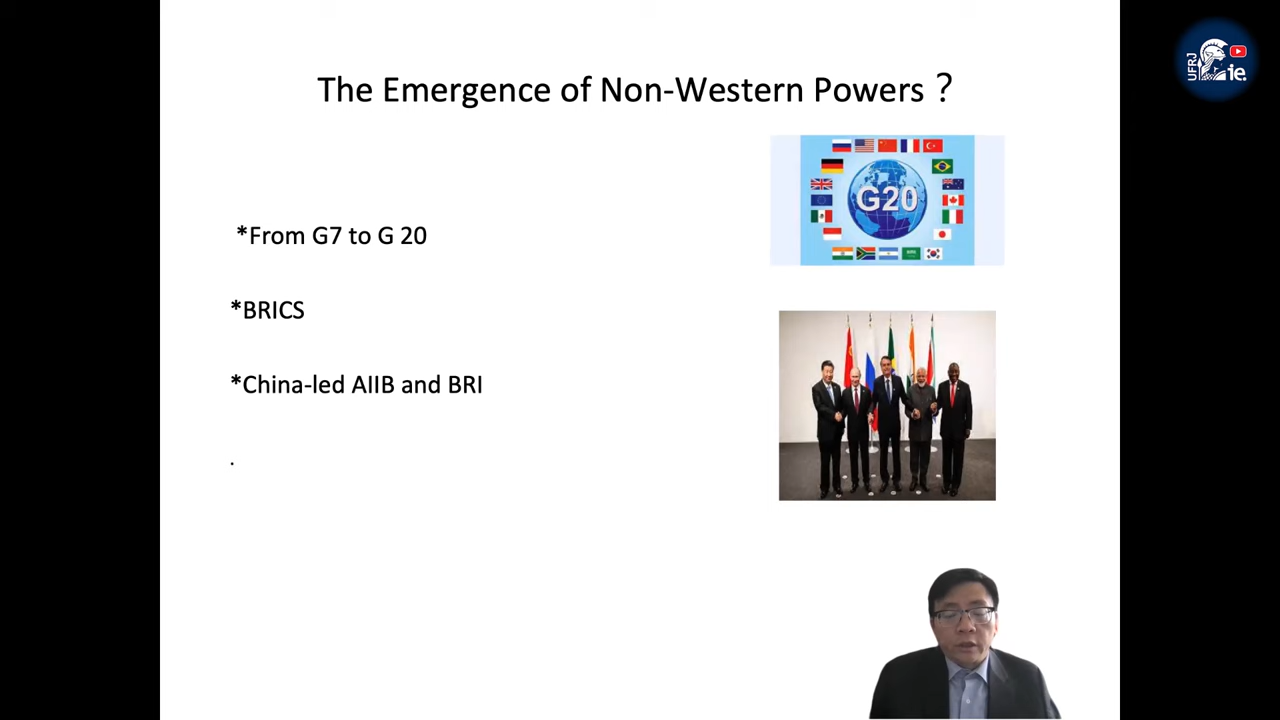 The Emergence of Non-Western Powers？
*From G7 to G 20
*BRICS
*China-led AIIB and BRI
.
G20
UFRJ
ie.